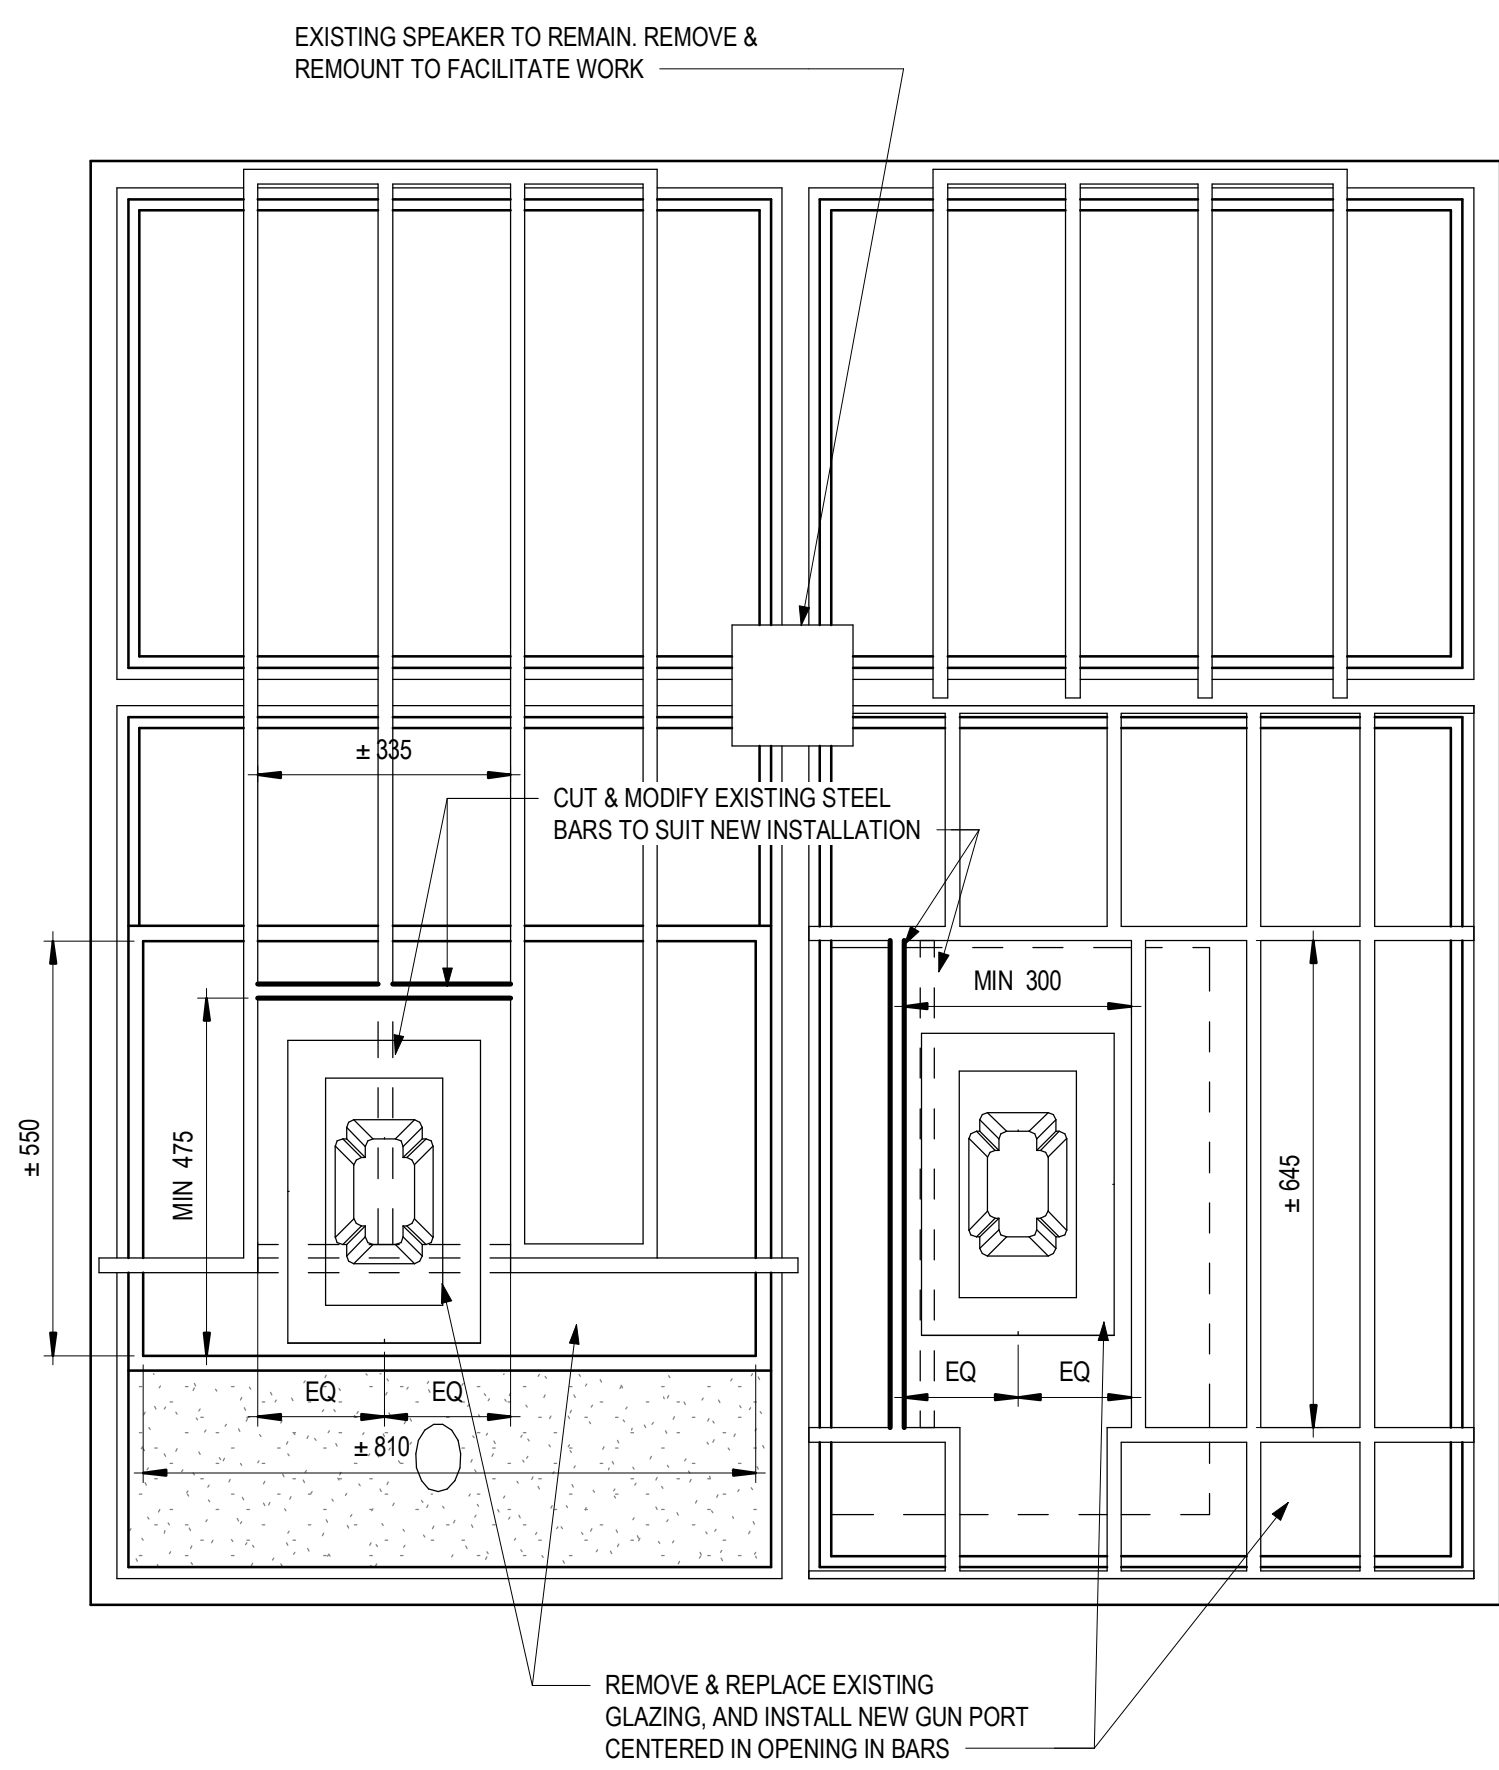 EXISTING SPEAKER TO REMAIN. REMOVE &
REMOUNT TO FACILITATE WORK
± 335
CUT & MODIFY EXISTING STEEL
BARS TO SUIT NEW INSTALLATION
MIN 300
± 550
MIN 475
± 645
EQ
EQ
EQ
EQ
± 810
REMOVE & REPLACE EXISTING
GLAZING, AND INSTALL NEW GUN PORT
CENTERED IN OPENING IN BARS